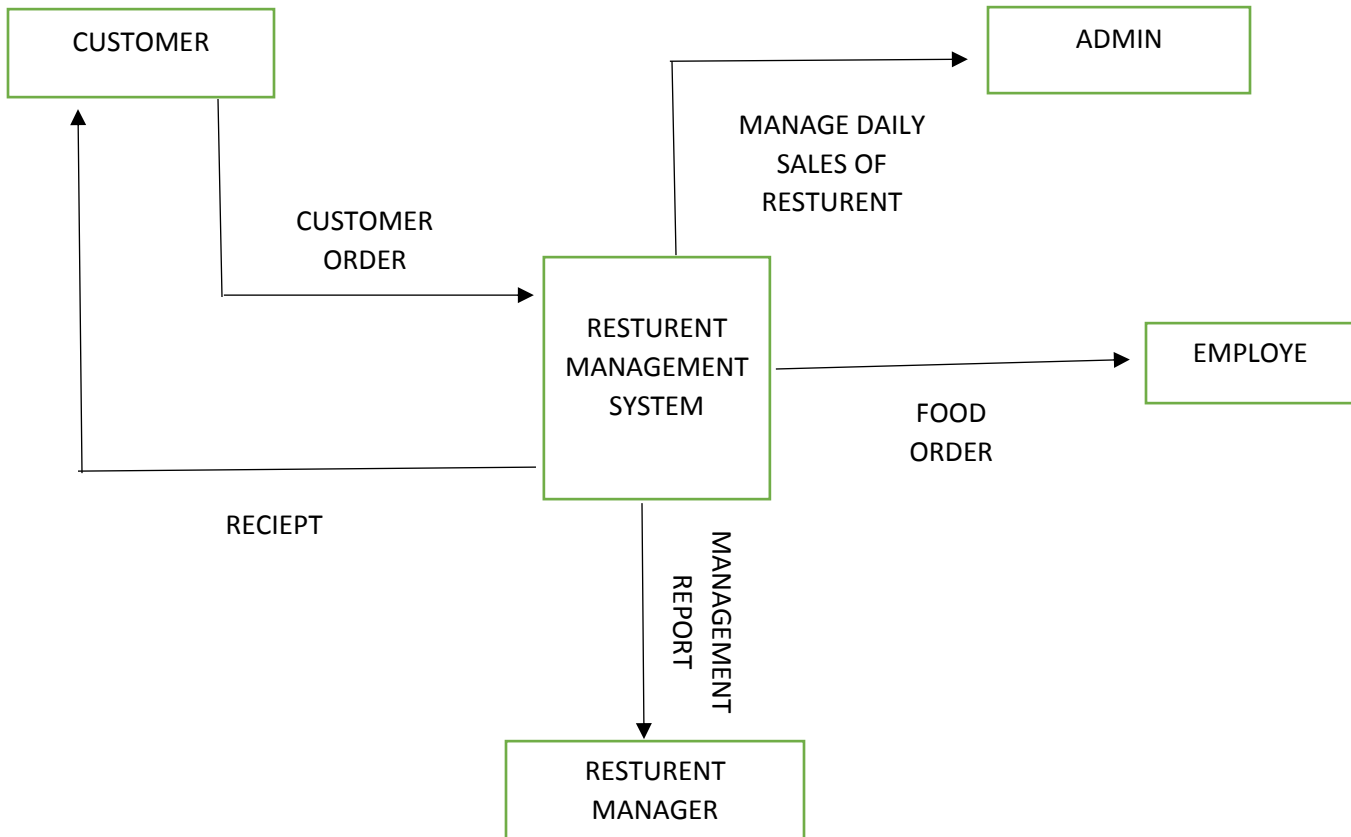 CUSTOMER
ADMIN
MANAGE DAILY
SALES OF
RESTURENT
CUSTOMER
ORDER
RESTURENT
MANAGEMENT
SYSTEM
EMPLOYE
FOOD
ORDER
RECIEPT
MANAGEMENT
REPORT
RESTURENT
MANAGER